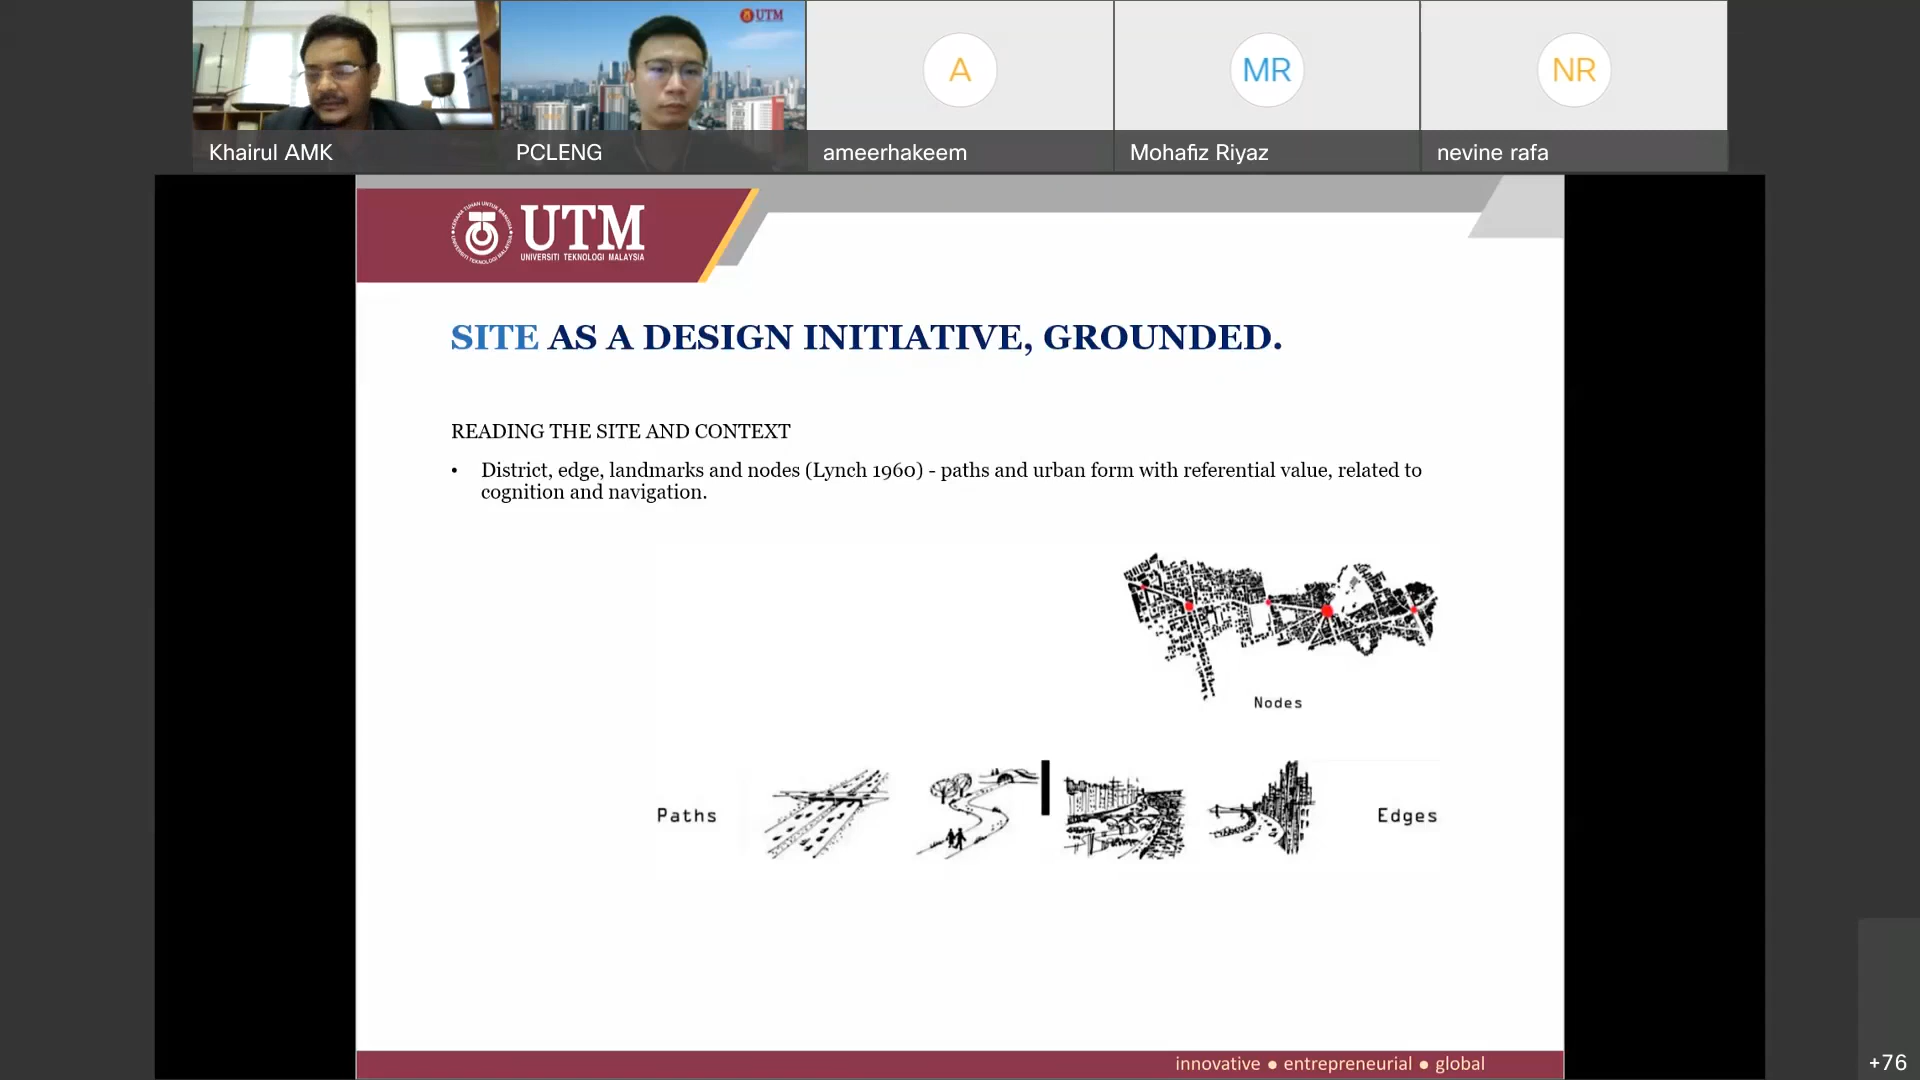 UTM
A
MR
NR
Khairul AMK
PCLENG
ameerhakeem
Mohafiz Riyaz
nevine rafa
UTM
UNIVERSITI TEKNOLOGI MALAYSIA
SITE AS A DESIGN INITIATIVE, GROUNDED.
READING THE SITE AND CONTEXT
• District, edge, landmarks and nodes (Lynch 1960) - paths and urban form with referential value, related to
cognition and navigation.
Nodes
Paths
Edges
innovative ● entrepreneurial ● global
+76